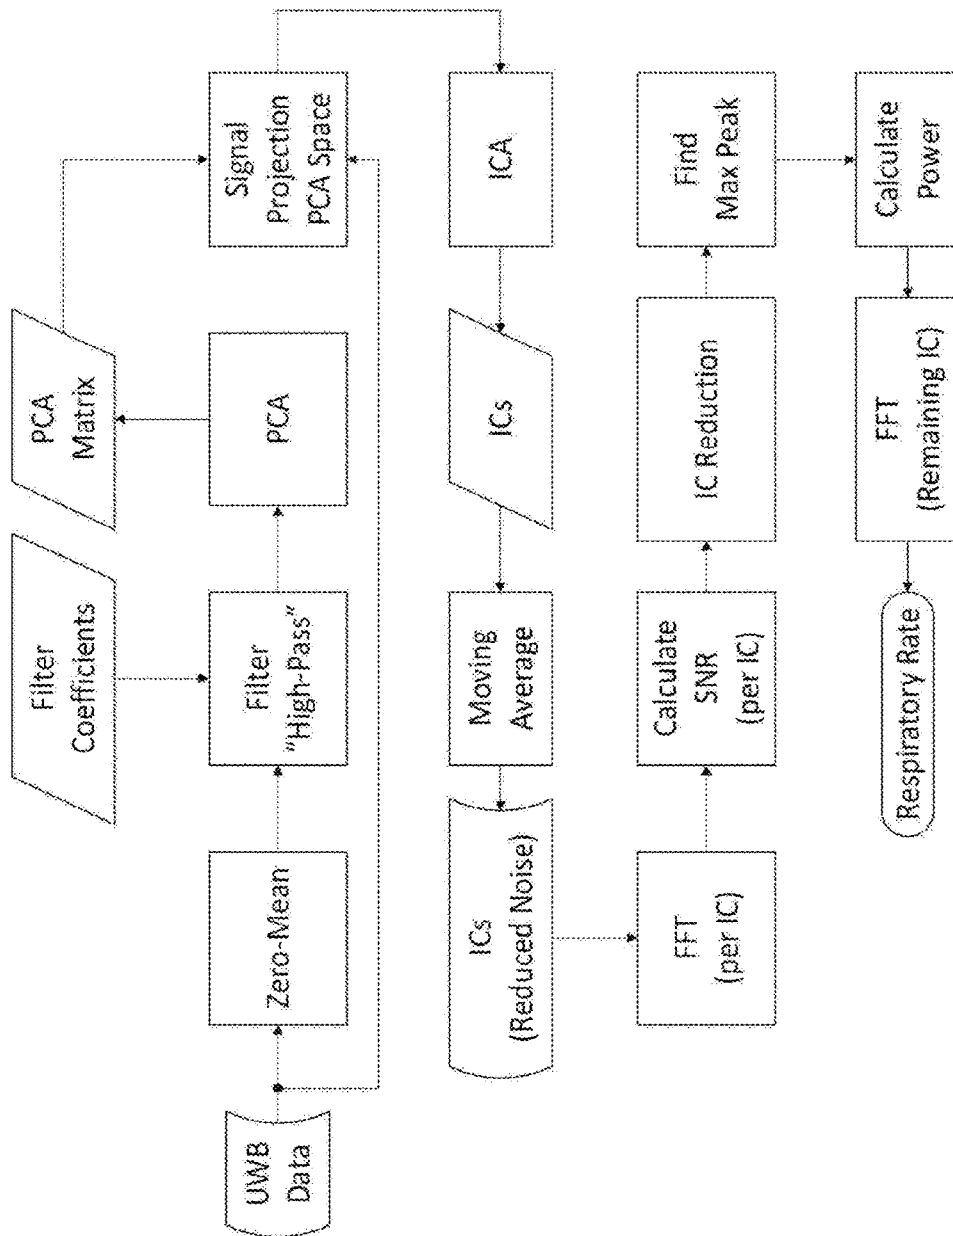 UWB
Data
Zero-Mean
Filter
Coefficients
Filter
“High-Pass”
PCA
PCA
Matrix
Signal
Projection
PCA Space
ICA
ICs
Moving
Average
ICs
(Reduced Noise)
FFT
(per IC)
Calculate
SNR
(per IC)
IC Reduction
Find
Max Peak
Calculate
Power
FFT
(Remaining IC)
Respiratory Rate